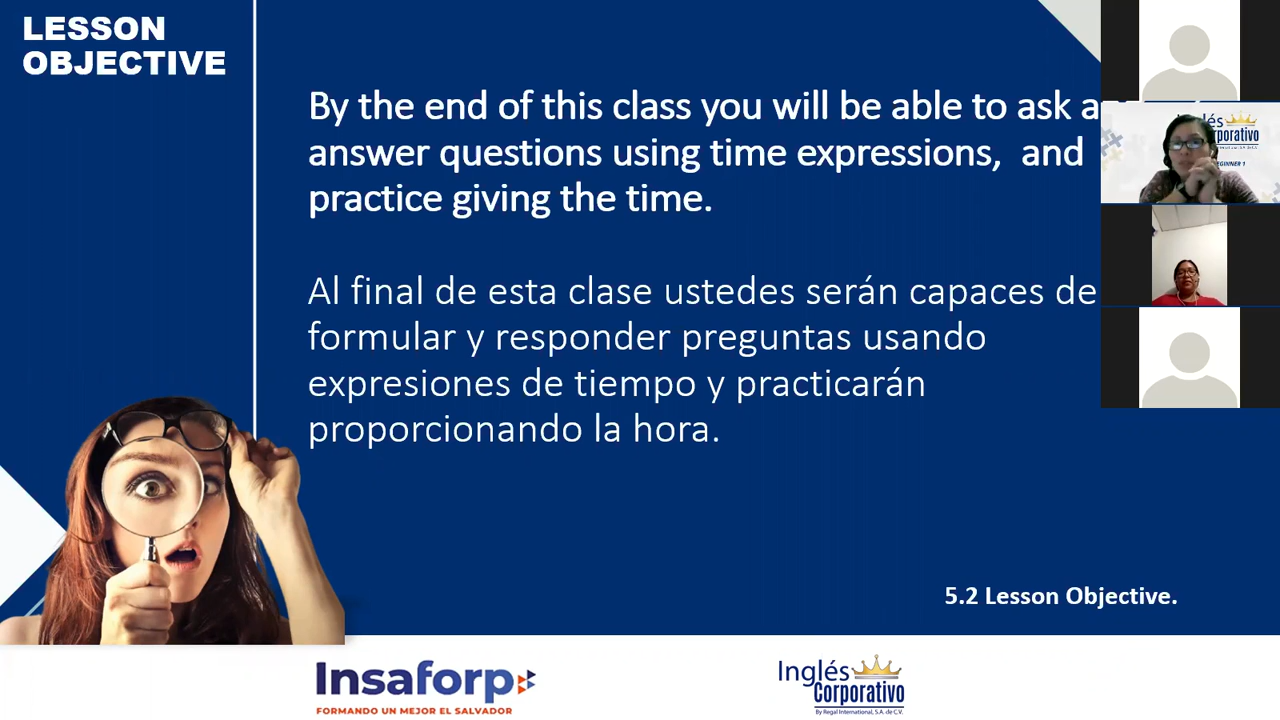 LESSON
OBJECTIVE
By the end of this class you will be able to ask a
answer questions using time expressions, and
practice giving the time.
Al final de esta clase ustedes serán capaces de
formular y responder preguntas usando
expresiones de tiempo y practicarán
proporcionando la hora.
5.2 Lesson Objective.
Insaforp
FORMANDO UN MEJOR EL SALVADOR
Inglés
Corporativo
By Regal International, S.A. de C.V.